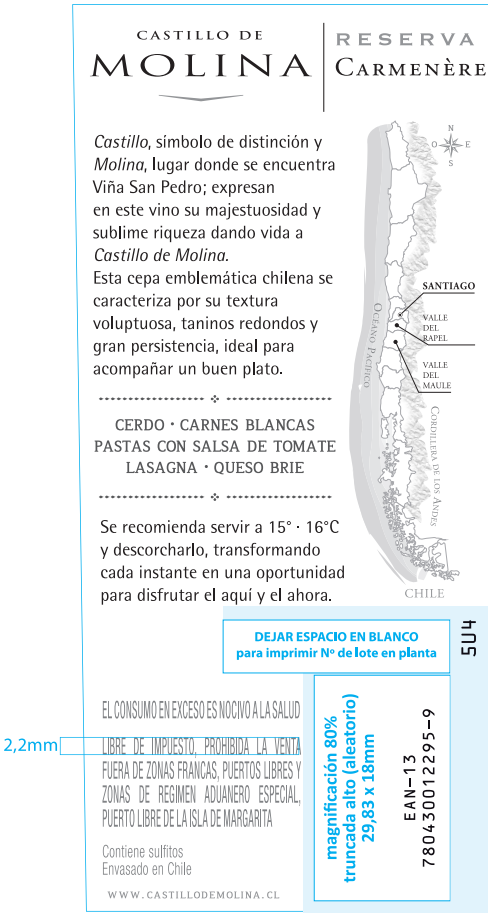 CASTILLO DE
MOLINA
RESERVA
CARMENÈRE
Castillo, símbolo de distinción y
Molina, lugar donde se encuentra
Viña San Pedro; expresan
en este vino su majestuosidad y
sublime riqueza dando vida a
Castillo de Molina.
Esta cepa emblemática chilena se
caracteriza por su textura
voluptuosa, taninos redondos y
gran persistencia, ideal para
acompañar un buen plato.
CERDO · CARNES BLANCAS
PASTAS CON SALSA DE TOMATE
LASAGNA · QUESO BRIE
Se recomienda servir a 15° · 16°C
y descorcharlo, transformando
cada instante en una oportunidad
para disfrutar el aquí y el ahora.
N
O
E
S
SANTIAGO
VALLE
DEL
RAPEL
VALLE
DEL
MAULE
OCEANO PACIFICO
CORDILLERA DE LOS ANDES
CHILE
DEJAR ESPACIO EN BLANCO
para imprimir Nº de lote en planta
5U4
2,2mm
EL CONSUMO EN EXCESO ES NOCIVO A LA SALUD
LIBRE DE IMPUESTO, PROHIBIDA LA VENTA
FUERA DE ZONAS FRANCAS, PUERTOS LIBRES Y
ZONAS DE REGIMEN ADUANERO ESPECIAL,
PUERTO LIBRE DE LA ISLA DE MARGARITA
Contiene sulfitos
Envasado en Chile
WWW.CASTILLODEMOLINA.CL
magnificación 80%
truncada alto (aleatorio)
29,83 x 18mm
EAN-13
780430012295-9